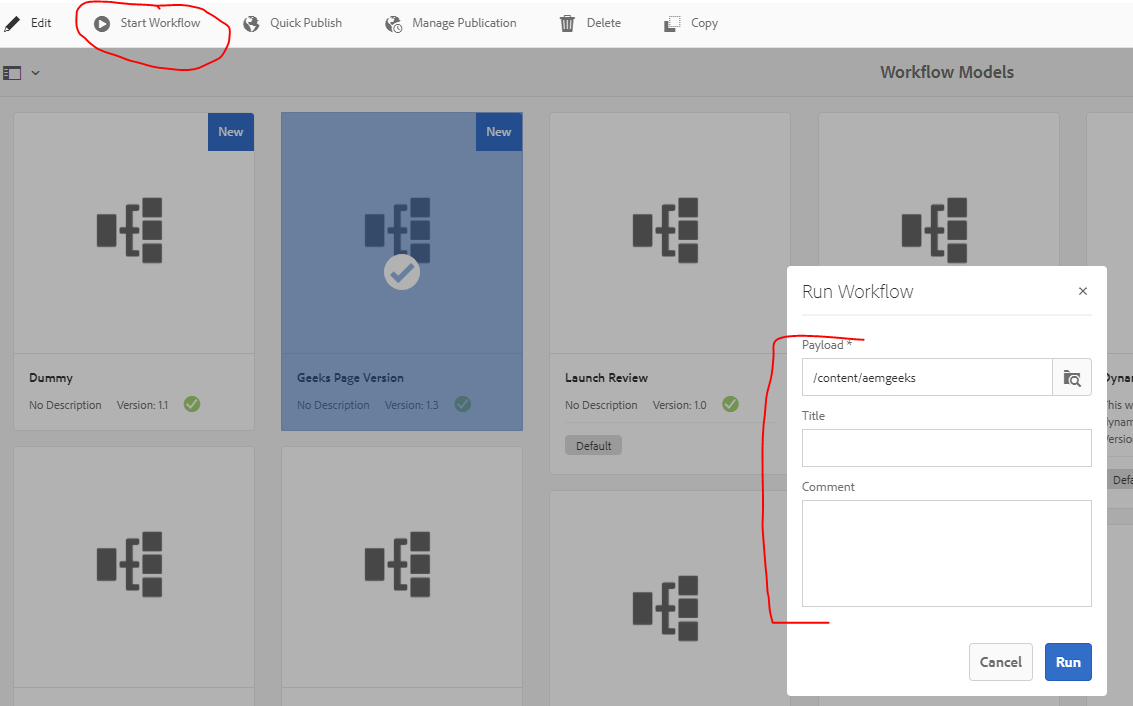 Edit Start Workflow Quick Publish Manage Publication Delete Copy
Workflow Models
New New
Dummy
No Description Version: 1.1
Geeks Page Version
No Description Version: 1.3
Launch Review
No Description Version: 1.0
Default
Run Workflow
Payload *
/content/aemgeeks
Title
Comment
Cancel Run